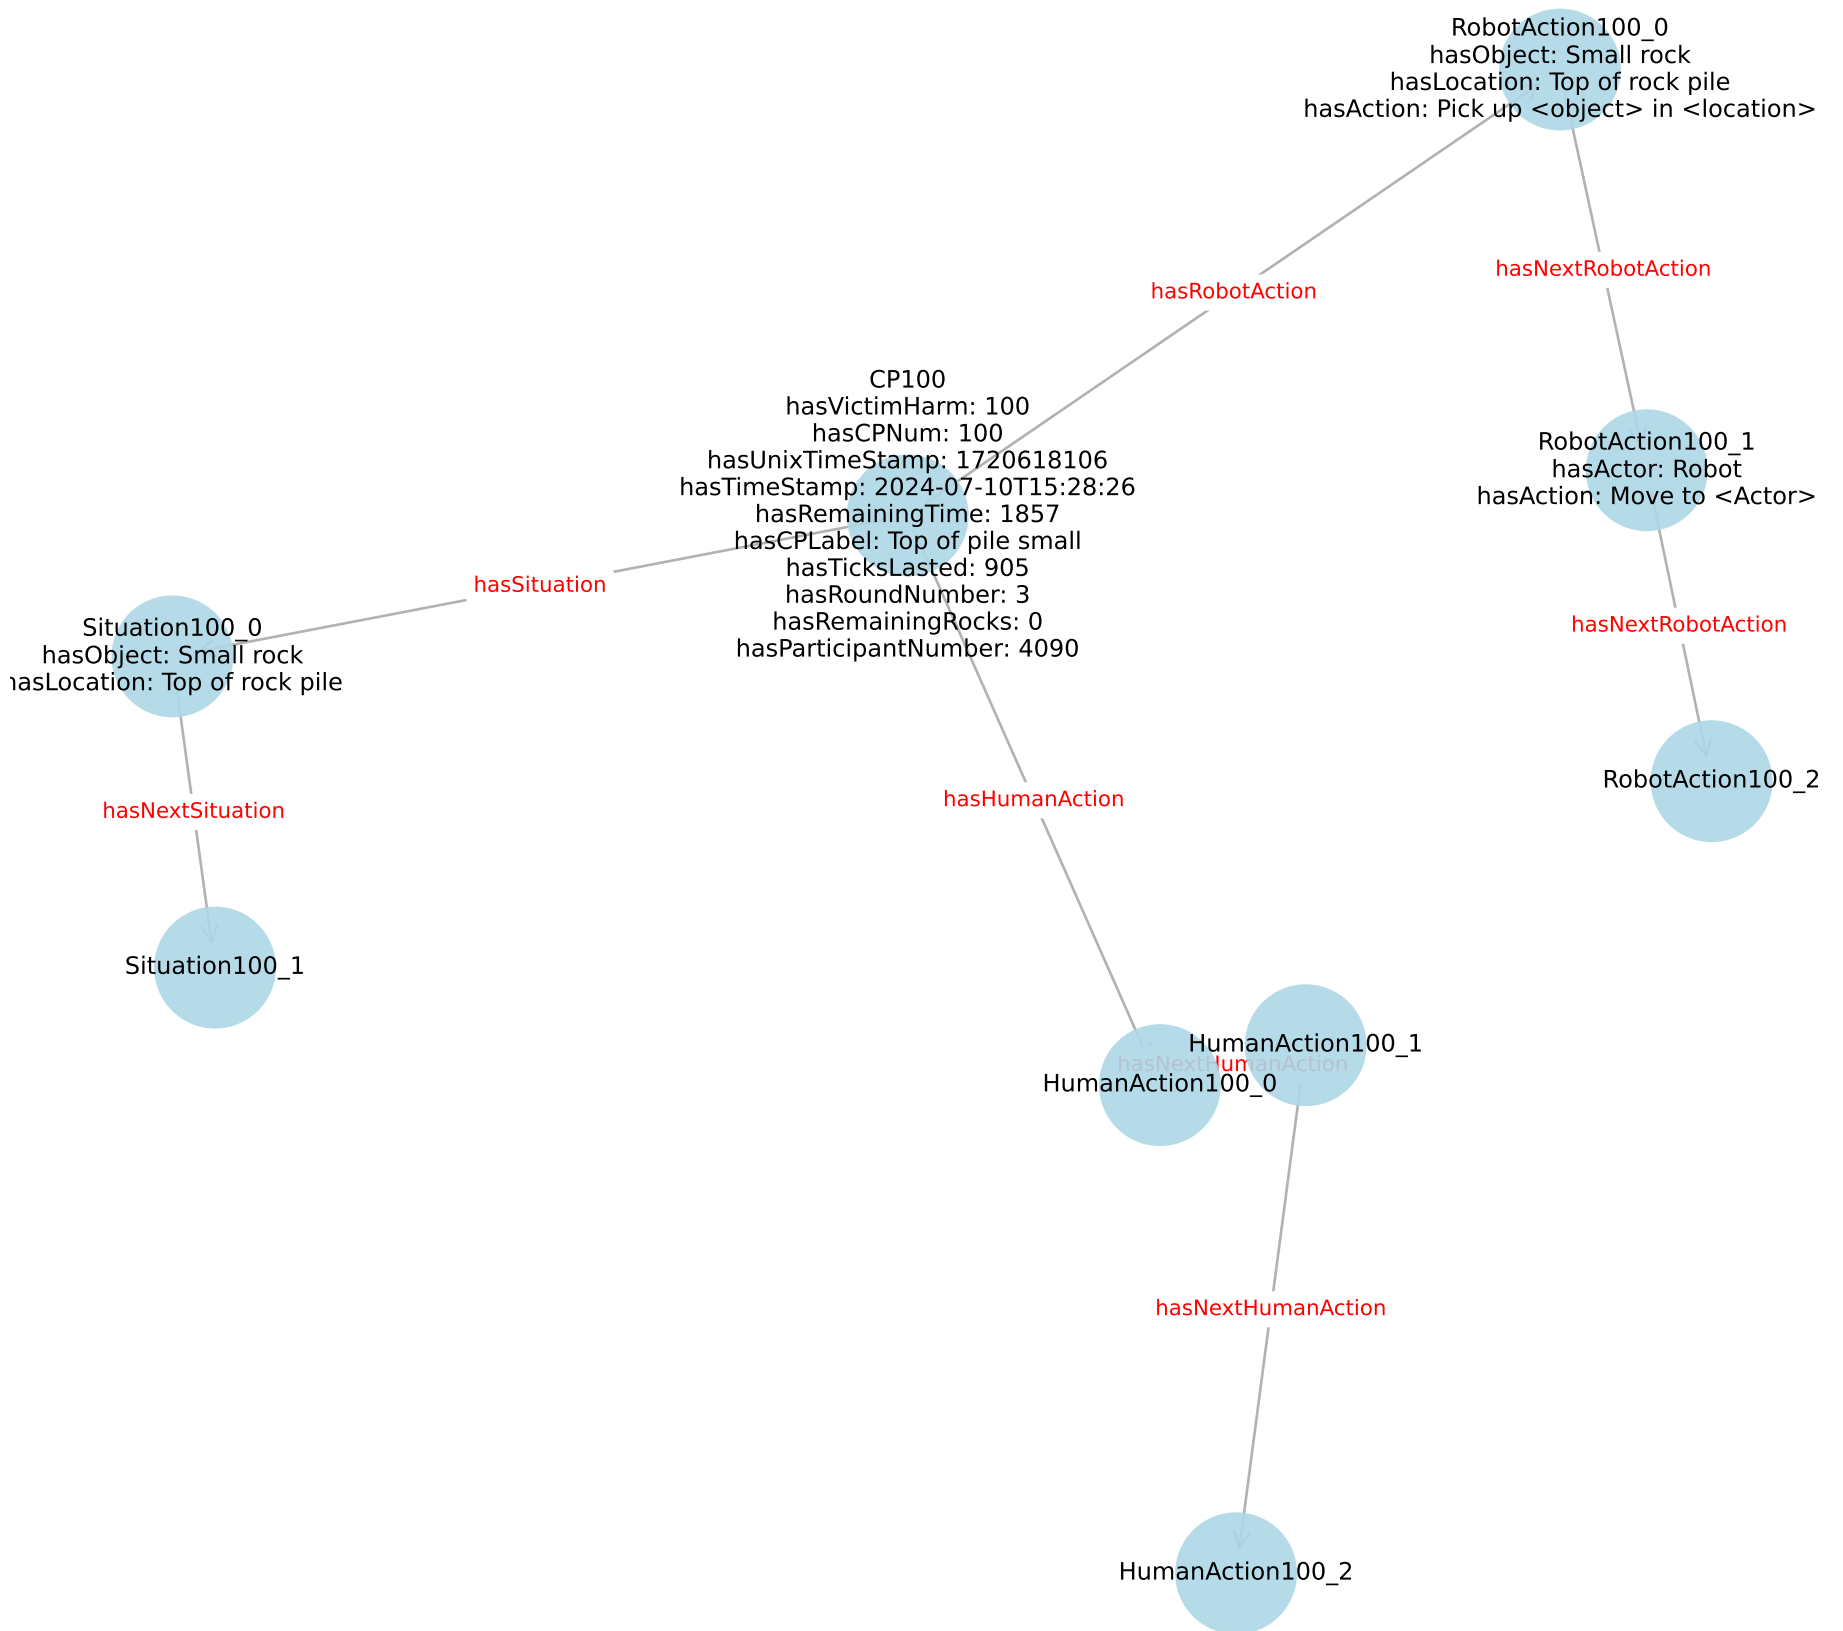 RobotAction100_0
hasObject: Small rock
hasLocation: Top of rock pile
hasAction: Pick up <object> in <location>
hasNextRobotAction
hasRobotAction
CP100
hasVictimHarm: 100
hasCPNum: 100
hasUnixTimeStamp: 1720618106
hasTimeStamp: 2024-07-10T15:28:26
hasRemainingTime: 1857
hasCPLabel: Top of pile small
hasTicksLasted: 905
hasRoundNumber: 3
hasRemainingRocks: 0
hasParticipantNumber: 4090
RobotAction100_1
hasActor: Robot
hasAction: Move to <Actor>
hasSituation
hasNextRobotAction
Situation100_0
hasObject: Small rock
hasLocation: Top of rock pile
RobotAction100_2
hasHumanAction
hasNextSituation
Situation100_1
HumanAction100_1
hasNextHumanAction
HumanAction100_0
hasNextHumanAction
HumanAction100_2